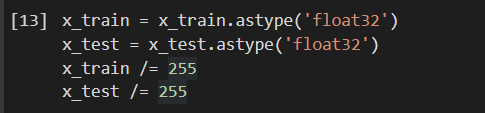 [13] x_train = x_train.astype('float32')
x_test = x_test.astype('float32')
x_train /= 255
x_test /= 255